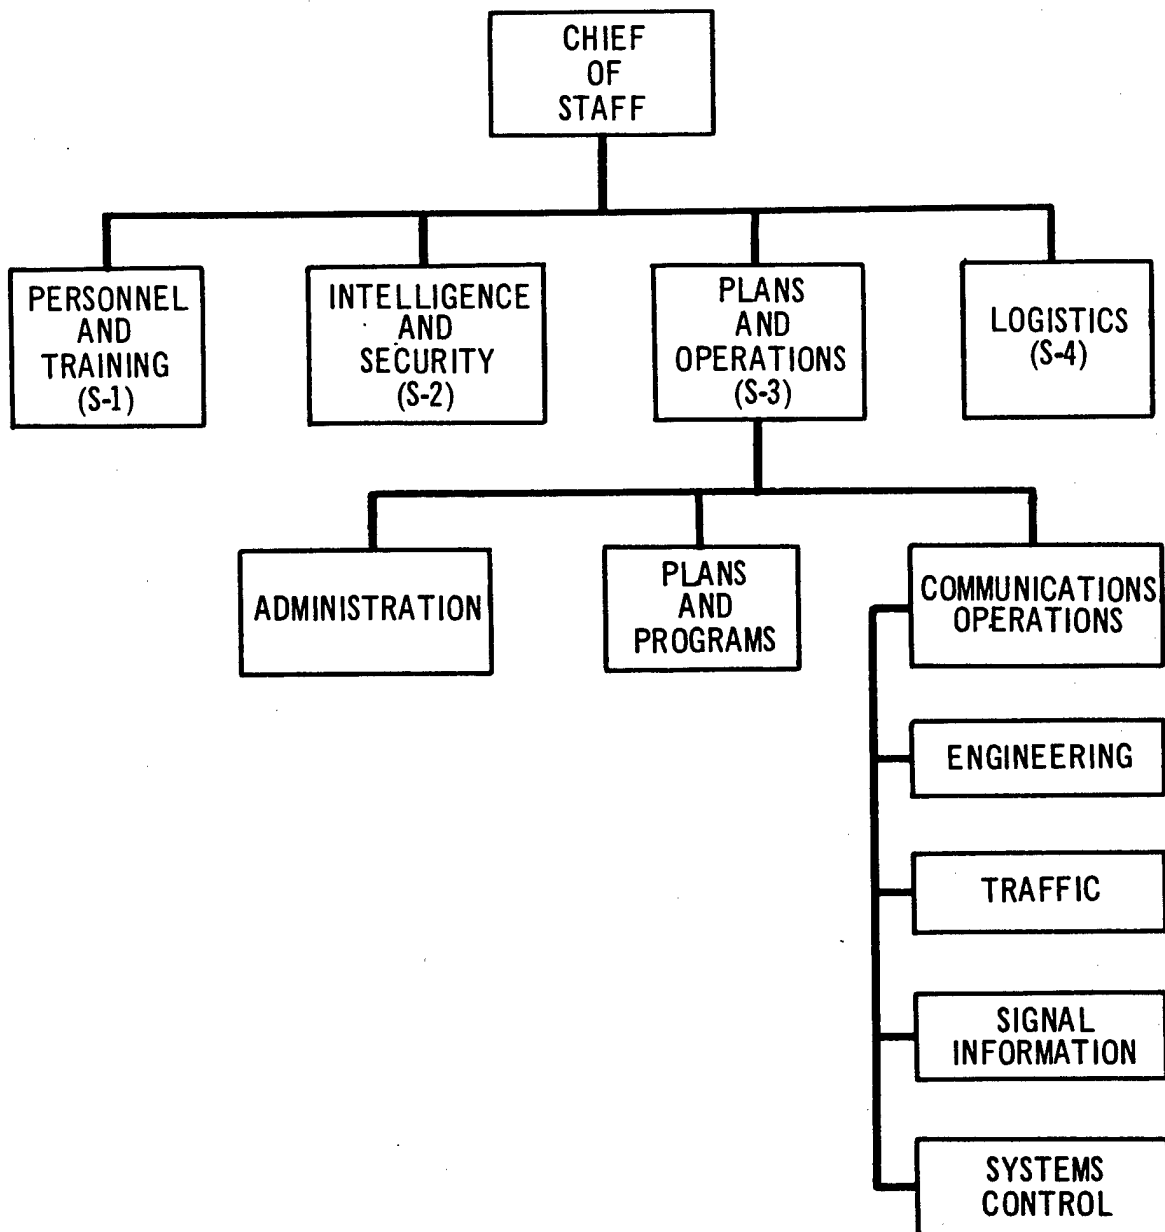 CHIEF
OF
STAFF
PERSONNEL
AND
TRAINING
(S-1)
INTELLIGENCE
AND
SECURITY
(S-2)
PLANS
AND
OPERATIONS
(S-3)
LOGISTICS
(S-4)
ADMINISTRATION
PLANS
AND
PROGRAMS
COMMUNICATIONS
OPERATIONS
ENGINEERING
TRAFFIC
SIGNAL
INFORMATION
SYSTEMS
CONTROL